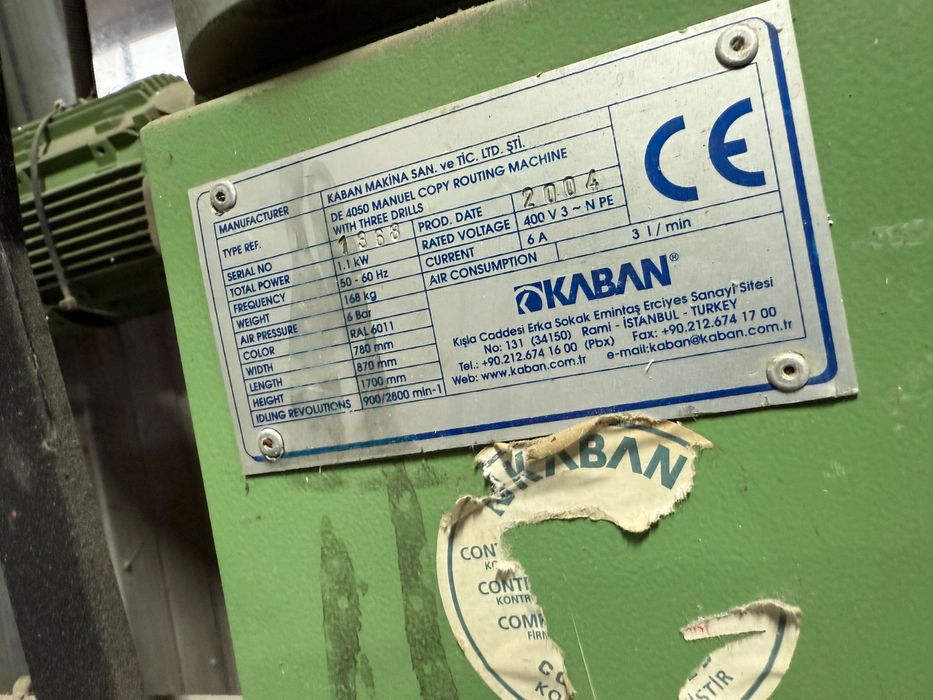 MANUFACTURER KABAN MAKİNA SAN. ve TİC. LTD. ŞTİ.
TYPE REF. DE 4050 MANUEL COPY ROUTING MACHINE
WITH THREE DRILLS
SERIAL NO 1368 PROD. DATE 2004
TOTAL POWER 1.1 kW RATED VOLTAGE 400 V 3 ~ N PE
FREQUENCY 50 - 60 Hz CURRENT 6 A
WEIGHT 168 kg AIR CONSUMPTION 3 l / min
AIR PRESSURE 6 Bar
COLOR RAL 6011
WIDTH 780 mm
LENGTH 870 mm
HEIGHT 1700 mm
IDLING REVOLUTIONS 900/2800 min-1
CE
KABAN®
Kışla Caddesi Erka Sokak Emintaş Erciyes Sanayi Sitesi
No: 131 (34150) Rami - İSTANBUL - TURKEY
Tel.: +90.212.674 16 00 (Pbx) Fax: +90.212.674 17 00
Web: www.kaban.com.tr e-mail:kaban@kaban.com.tr
KABAN
CONT
CONT
KONTR
COM